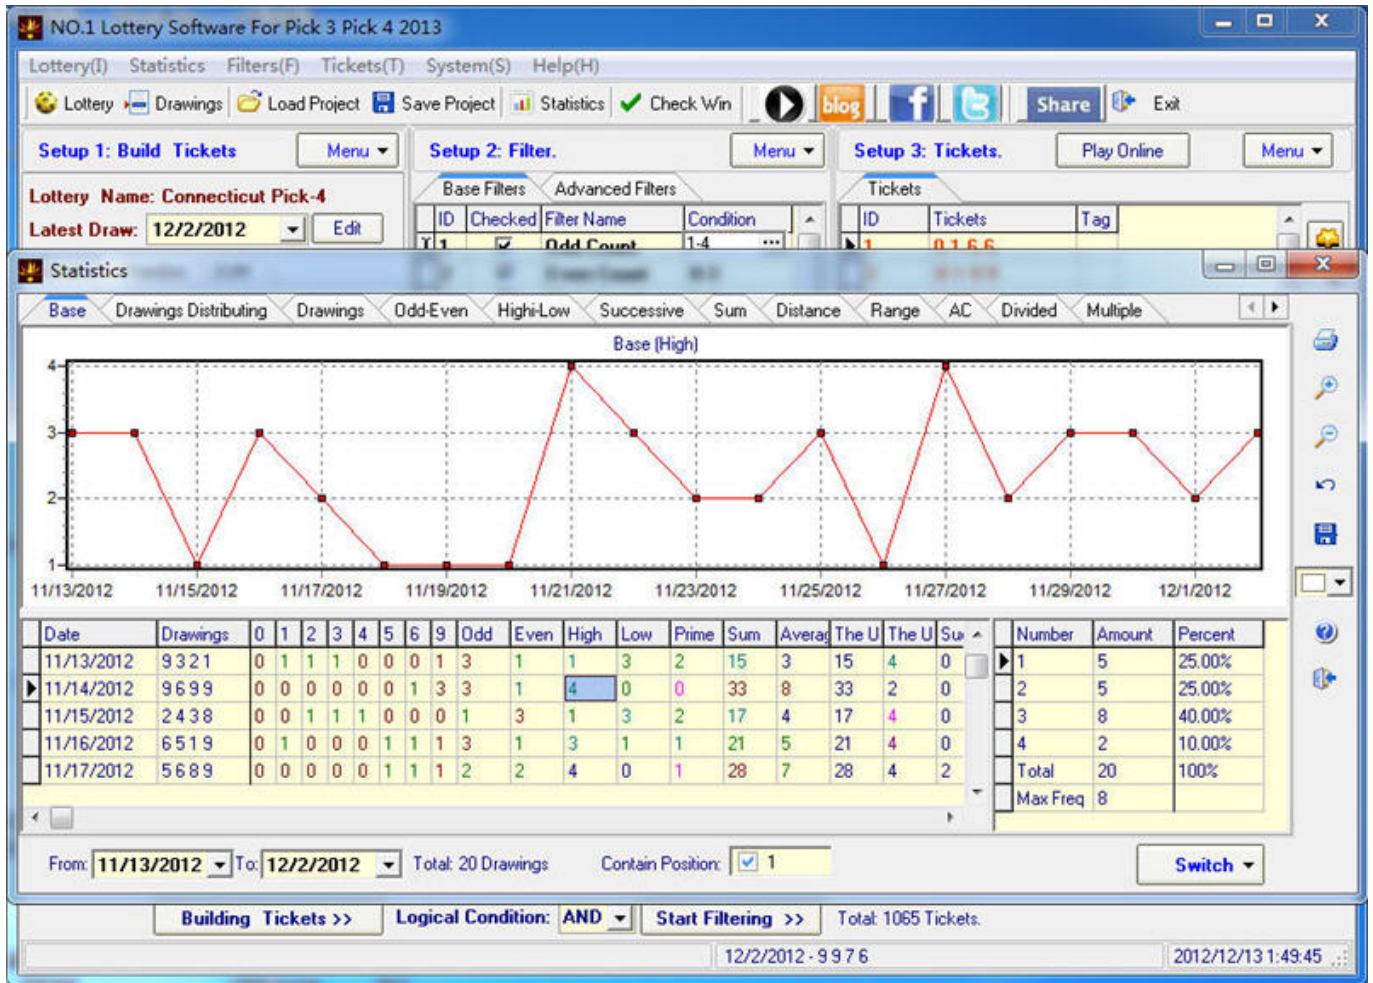 NO.1 Lottery Software For Pick 3 Pick 4 2013
Lottery(I) Statistics Filters(F) Tickets(T) System(S) Help(H)
Lottery Drawings Load Project Save Project Statistics Check Win blog f Share Exit
Setup 1: Build Tickets Menu Setup 2: Filter. Menu Setup 3: Tickets. Play Online Menu
Lottery Name: Connecticut Pick-4 Base Filters Advanced Filters Tickets
Latest Draw: 12/2/2012 Edit ID Checked Filter Name Condition ID Tickets Tag
1 Odd Count 1-4 ... 1 0 1 6 6
Statistics
Base Drawings Distributing Drawings Odd-Even Highi-Low Successive Sum Distance Range AC Divided Multiple
Base (High)
4
3
2
1
11/13/2012 11/15/2012 11/17/2012 11/19/2012 11/21/2012 11/23/2012 11/25/2012 11/27/2012 11/29/2012 12/1/2012
Date Drawings 0 1 2 3 4 5 6 9 Odd Even High Low Prime Sum Averag The U The U Su Number Amount Percent
11/13/2012 9 3 2 1 0 1 1 1 0 0 0 1 3 1 1 3 2 15 3 15 4 0 1 5 25.00%
11/14/2012 9 6 9 9 0 0 0 0 0 0 1 3 3 1 4 0 0 33 8 33 2 0 2 5 25.00%
11/15/2012 2 4 3 8 0 0 1 1 1 0 0 0 1 3 1 3 2 17 4 17 4 0 3 8 40.00%
11/16/2012 6 5 1 9 0 1 0 0 0 1 1 1 3 1 3 1 1 21 5 21 4 0 4 2 10.00%
11/17/2012 5 6 8 9 0 0 0 0 0 1 1 1 2 2 4 0 1 28 7 28 4 2 Total 20 100%
Max Freq 8
From: 11/13/2012 To: 12/2/2012 Total: 20 Drawings Contain Position: 1 Switch
Building Tickets >> Logical Condition: AND Start Filtering >> Total: 1065 Tickets.
12/2/2012 - 9 9 7 6 2012/12/13 1:49:45